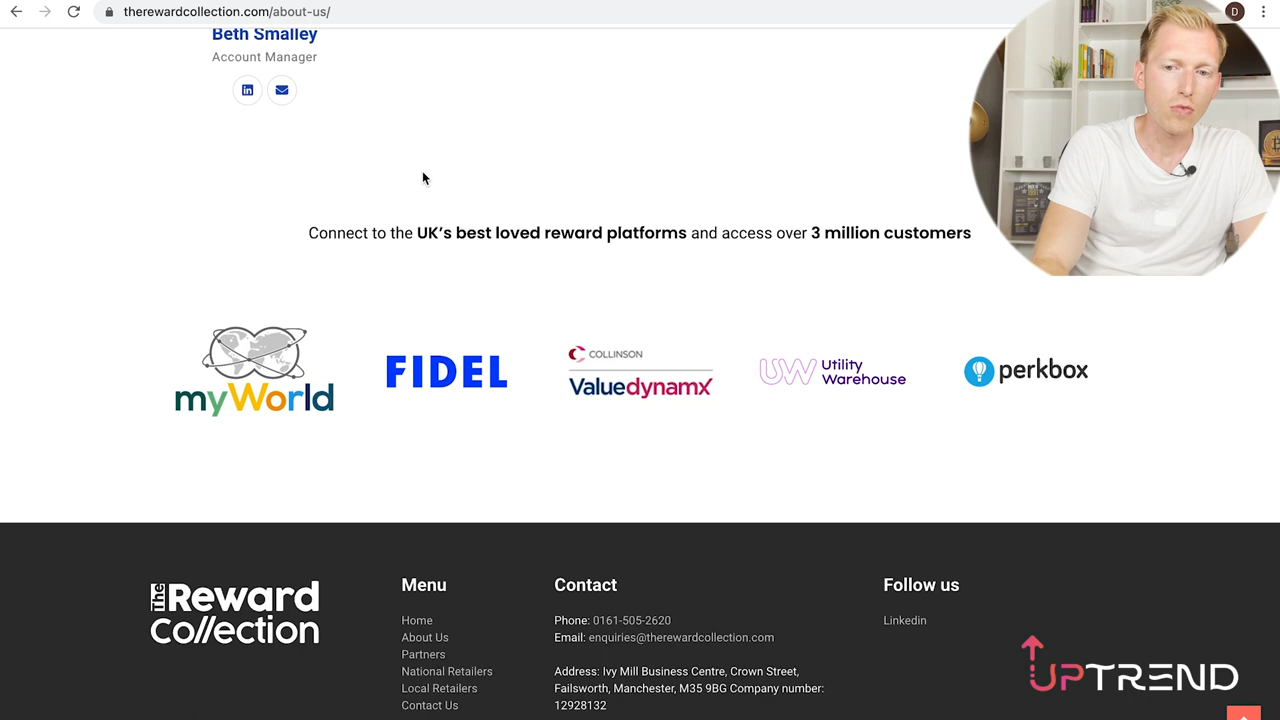 therewardcollection.com/about-us/
D
Beth Smalley
Account Manager
Connect to the UK's best loved reward platforms and access over 3 million customers
myWorld
FIDEL
COLLINSON
Valuedynamx
UW Utility
Warehouse
perkbox
The Reward
Collection
Menu
Home
About Us
Partners
National Retailers
Local Retailers
Contact Us
Contact
Phone: 0161-505-2620
Email: enquiries@therewardcollection.com
Address: Ivy Mill Business Centre, Crown Street,
Failsworth, Manchester, M35 9BG Company number:
12928132
Follow us
Linkedin
UPTREND